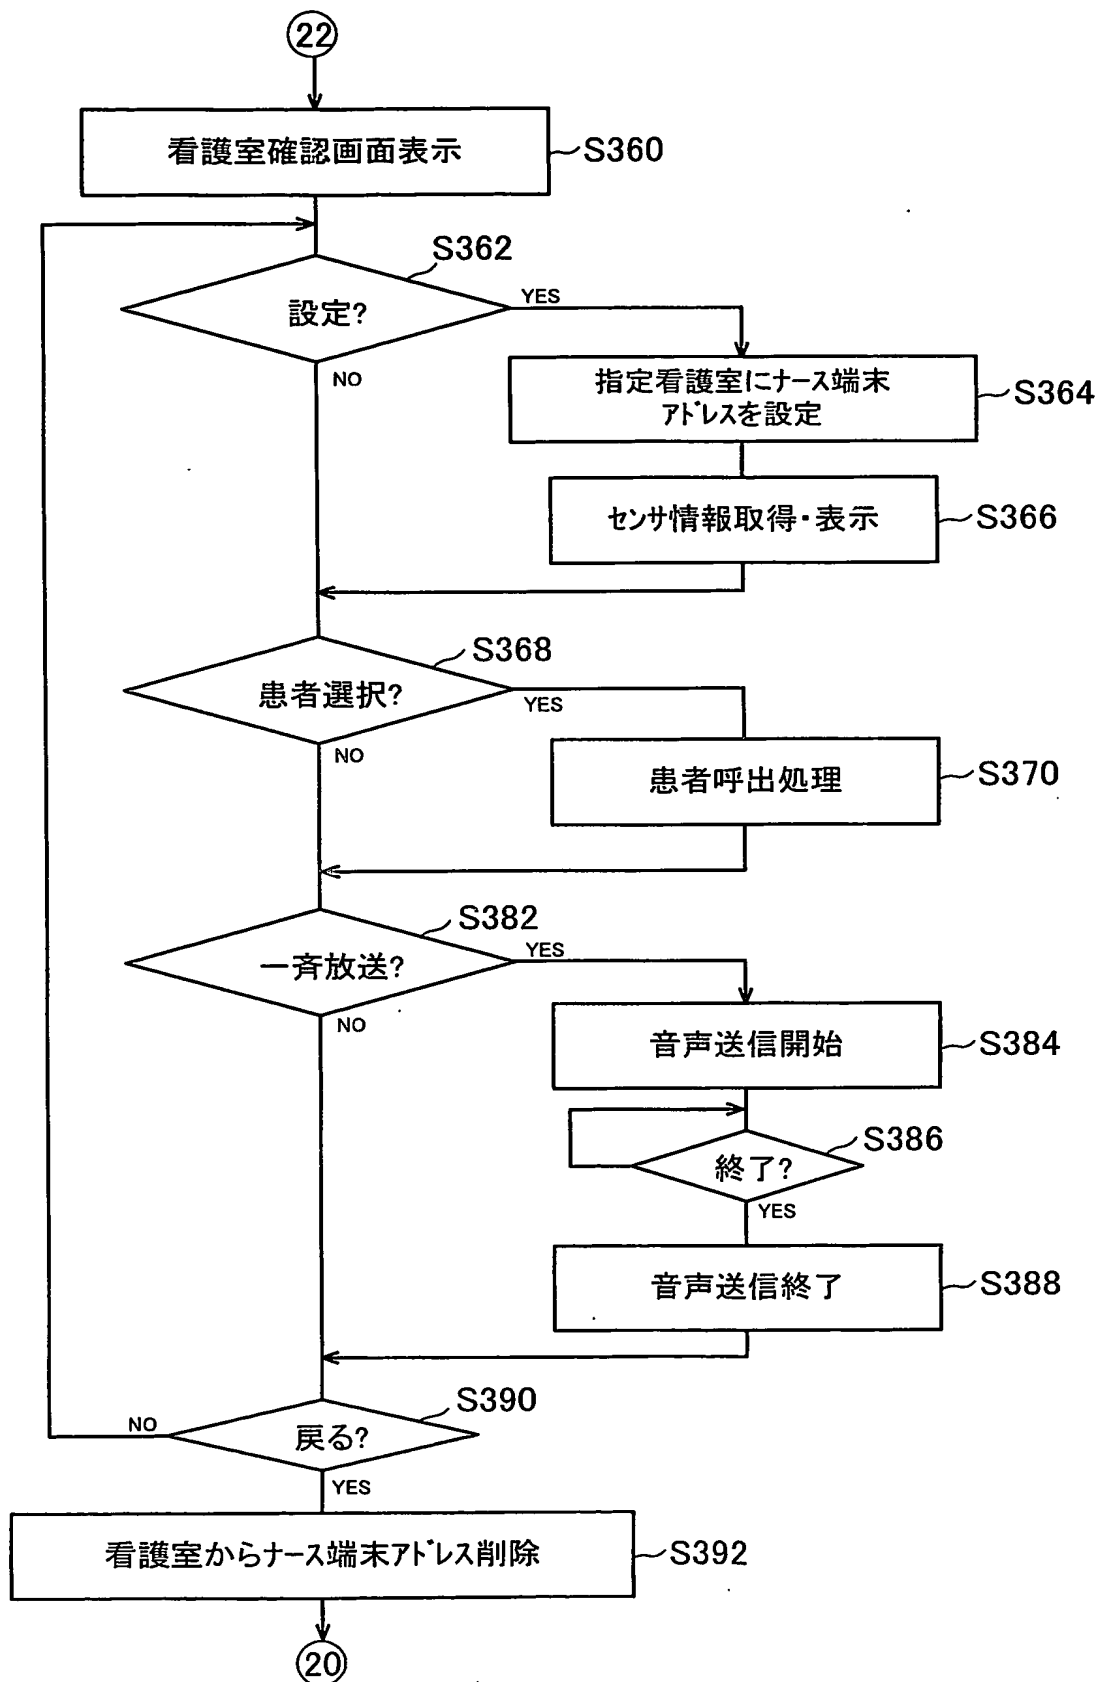 22
看護室確認画面表示
S360
S362
設定?
YES
NO
指定看護室にナース端末
アドレスを設定
S364
センサ情報取得・表示
S366
S368
患者選択?
YES
NO
患者呼出処理
S370
S382
一斉放送?
YES
NO
音声送信開始
S384
S386
終了?
YES
音声送信終了
S388
S390
NO
戻る?
YES
看護室からナース端末アドレス削除
S392
20